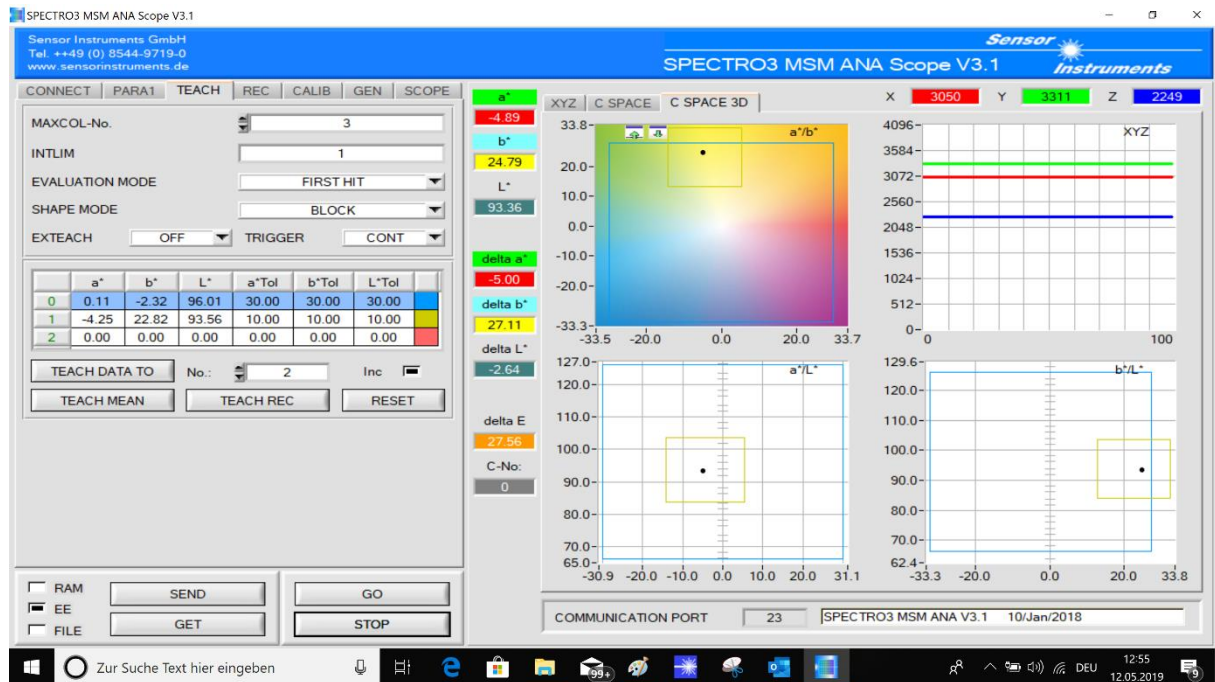 SPECTRO3 MSM ANA Scope V3.1
Sensor Instruments GmbH
Tel. ++49 (0) 8544-9719-0
www.sensorinstruments.de
SPECTRO3 MSM ANA Scope V3.1
Sensor Instruments
CONNECT PARA1 TEACH REC CALIB GEN SCOPE
MAXCOL-No. 3
INTLIM 1
EVALUATION MODE FIRST HIT
SHAPE MODE BLOCK
EXTEACH OFF TRIGGER CONT
a* b* L* a*Tol b*Tol L*Tol
0 0.11 -2.32 96.01 30.00 30.00 30.00
1 -4.25 22.82 93.56 10.00 10.00 10.00
2 0.00 0.00 0.00 0.00 0.00 0.00
TEACH DATA TO No.: 2 Inc
TEACH MEAN TEACH REC RESET
RAM
EE
FILE
SEND
GET
GO
STOP
a*
-4.89
b*
24.79
L*
93.36
delta a*
-5.00
delta b*
27.11
delta L*
-2.64
delta E
27.56
C-No:
0
XYZ C SPACE C SPACE 3D
X 3050 Y 3311 Z 2249
a*/b*
33.8
20.0
10.0
0.0
-10.0
-20.0
-33.3
-33.5 -20.0 0.0 20.0 33.7
XYZ
4096
3584
3072
2560
2048
1536
1024
512
0
0 100
a*/L*
127.0
120.0
110.0
100.0
90.0
80.0
70.0
65.0
-30.9 -20.0 -10.0 0.0 10.0 20.0 31.1
b*/L*
129.6
120.0
110.0
100.0
90.0
80.0
70.0
62.4
-33.3 -20.0 0.0 20.0 33.8
COMMUNICATION PORT 23 SPECTRO3 MSM ANA V3.1 10/Jan/2018
Zur Suche Text hier eingeben
99+
DEU
12:55
12.05.2019
9